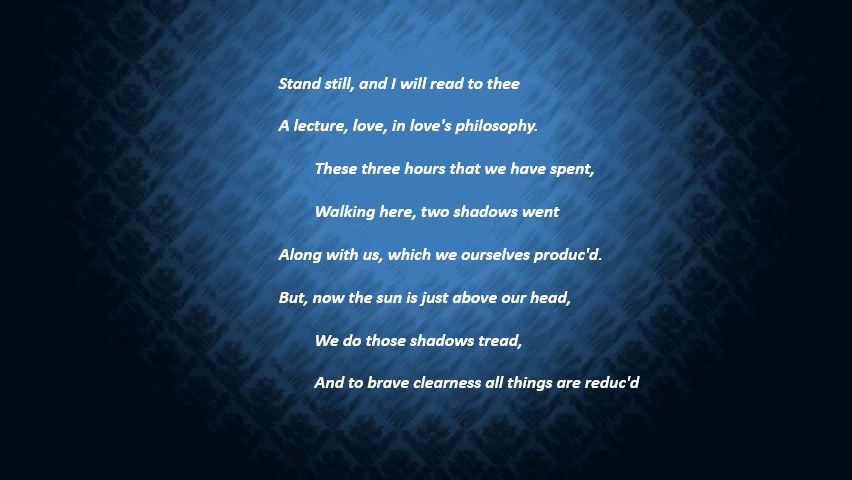 Stand still, and I will read to thee
A lecture, love, in love's philosophy.
These three hours that we have spent,
Walking here, two shadows went
Along with us, which we ourselves produc'd.
But, now the sun is just above our head,
We do those shadows tread,
And to brave clearness all things are reduc'd